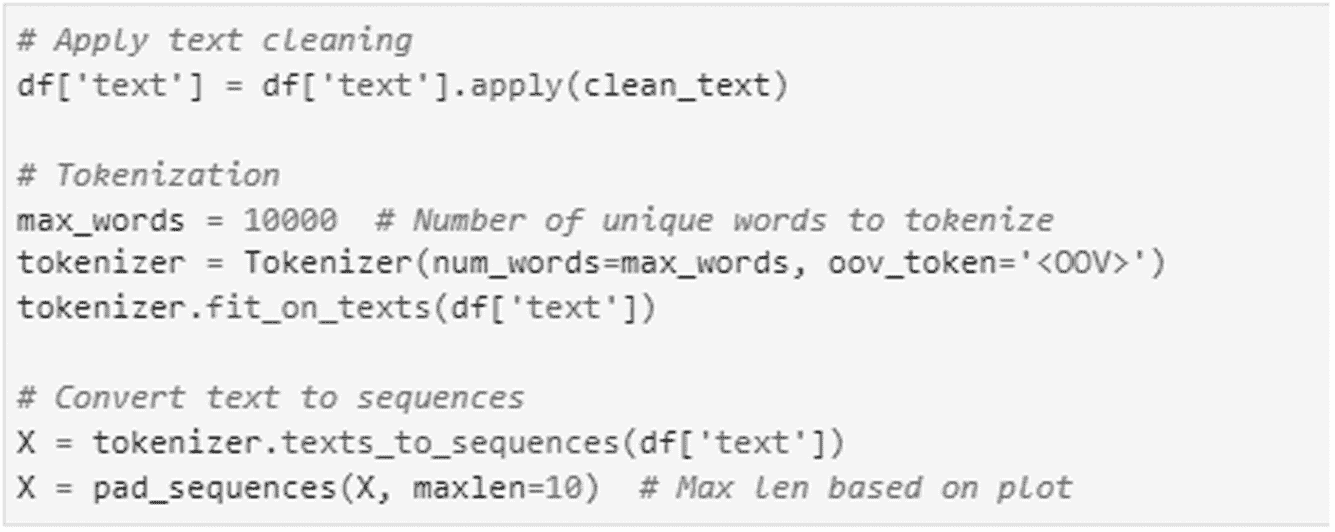 # Apply text cleaning
df['text'] = df['text'].apply(clean_text)
# Tokenization
max_words = 10000  # Number of unique words to tokenize
tokenizer = Tokenizer(num_words=max_words, oov_token='<OOV>')
tokenizer.fit_on_texts(df['text'])
# Convert text to sequences
X = tokenizer.texts_to_sequences(df['text'])
X = pad_sequences(X, maxlen=10)  # Max len based on plot